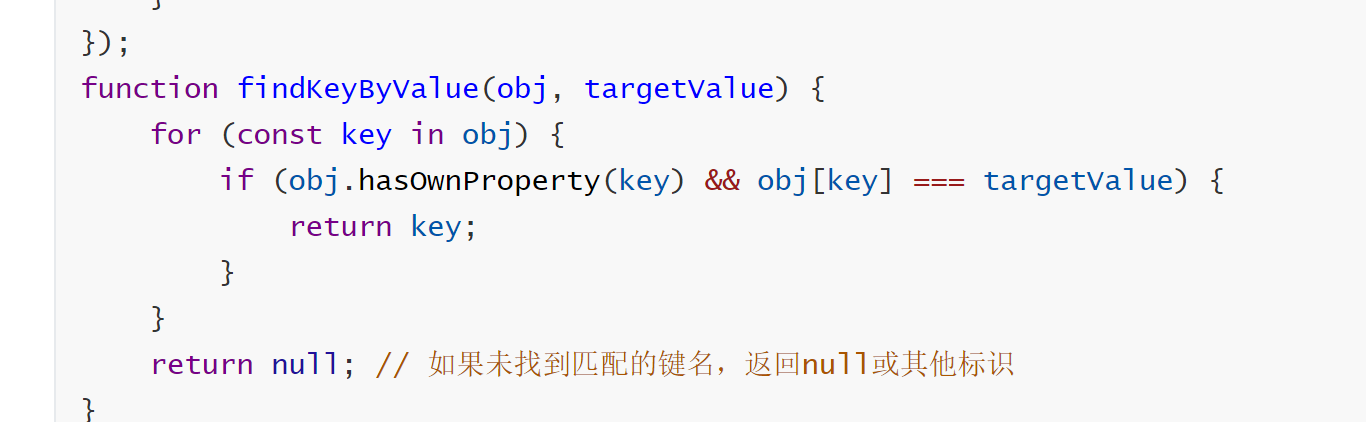 }
});
function findKeyByValue(obj, targetValue) {
    for (const key in obj) {
        if (obj.hasOwnProperty(key) && obj[key] === targetValue) {
            return key;
        }
    }
    return null; // 如果未找到匹配的键名，返回null或其他标识
}